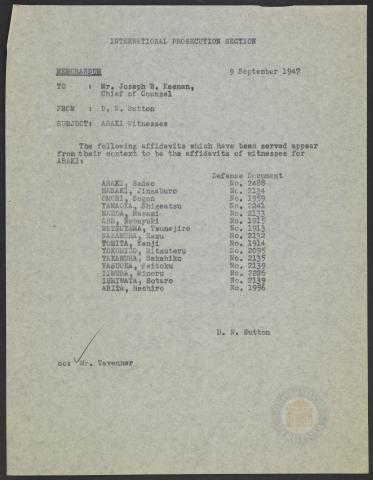 INTERNATIONAL PROSECUTION SECTION
MEMORANDUM 9 September 1947
TO : Mr. Joseph B. Keenan,
Chief of Counsel
FROM : D. N. Sutton
SUBJECT: ARAKI Witnesses
The following affidavits which have been served appear
from their context to be the affidavits of witnesses for
ARAKI:
Defense Document
ARAKI, Sadao No. 2488
MASAKI, Jinsaburo No. 2134
OMORI, Sogen No. 1959
YAMAOKA, Shigeatsu No. 2241
MAEDA, Masami No. 2133
ABE, Nobuyuki No. 1915
MATSUYAMA, Tsunejiro No. 1913
NAKAMURA, Kazu No. 2132
TOMITA, Kenji No. 1914
YOKOMIZO, Mitsuteru No. 2095
TAKAMURA, Sakahiko No. 2135
YASUOKA, Seitoku No. 2139
IIMURA, Minoru No. 2226
ISHIWATA, Sotaro No. 2139
ARITA, Hachiro No. 1956
D. N. Sutton
cc: Mr. Tavenner